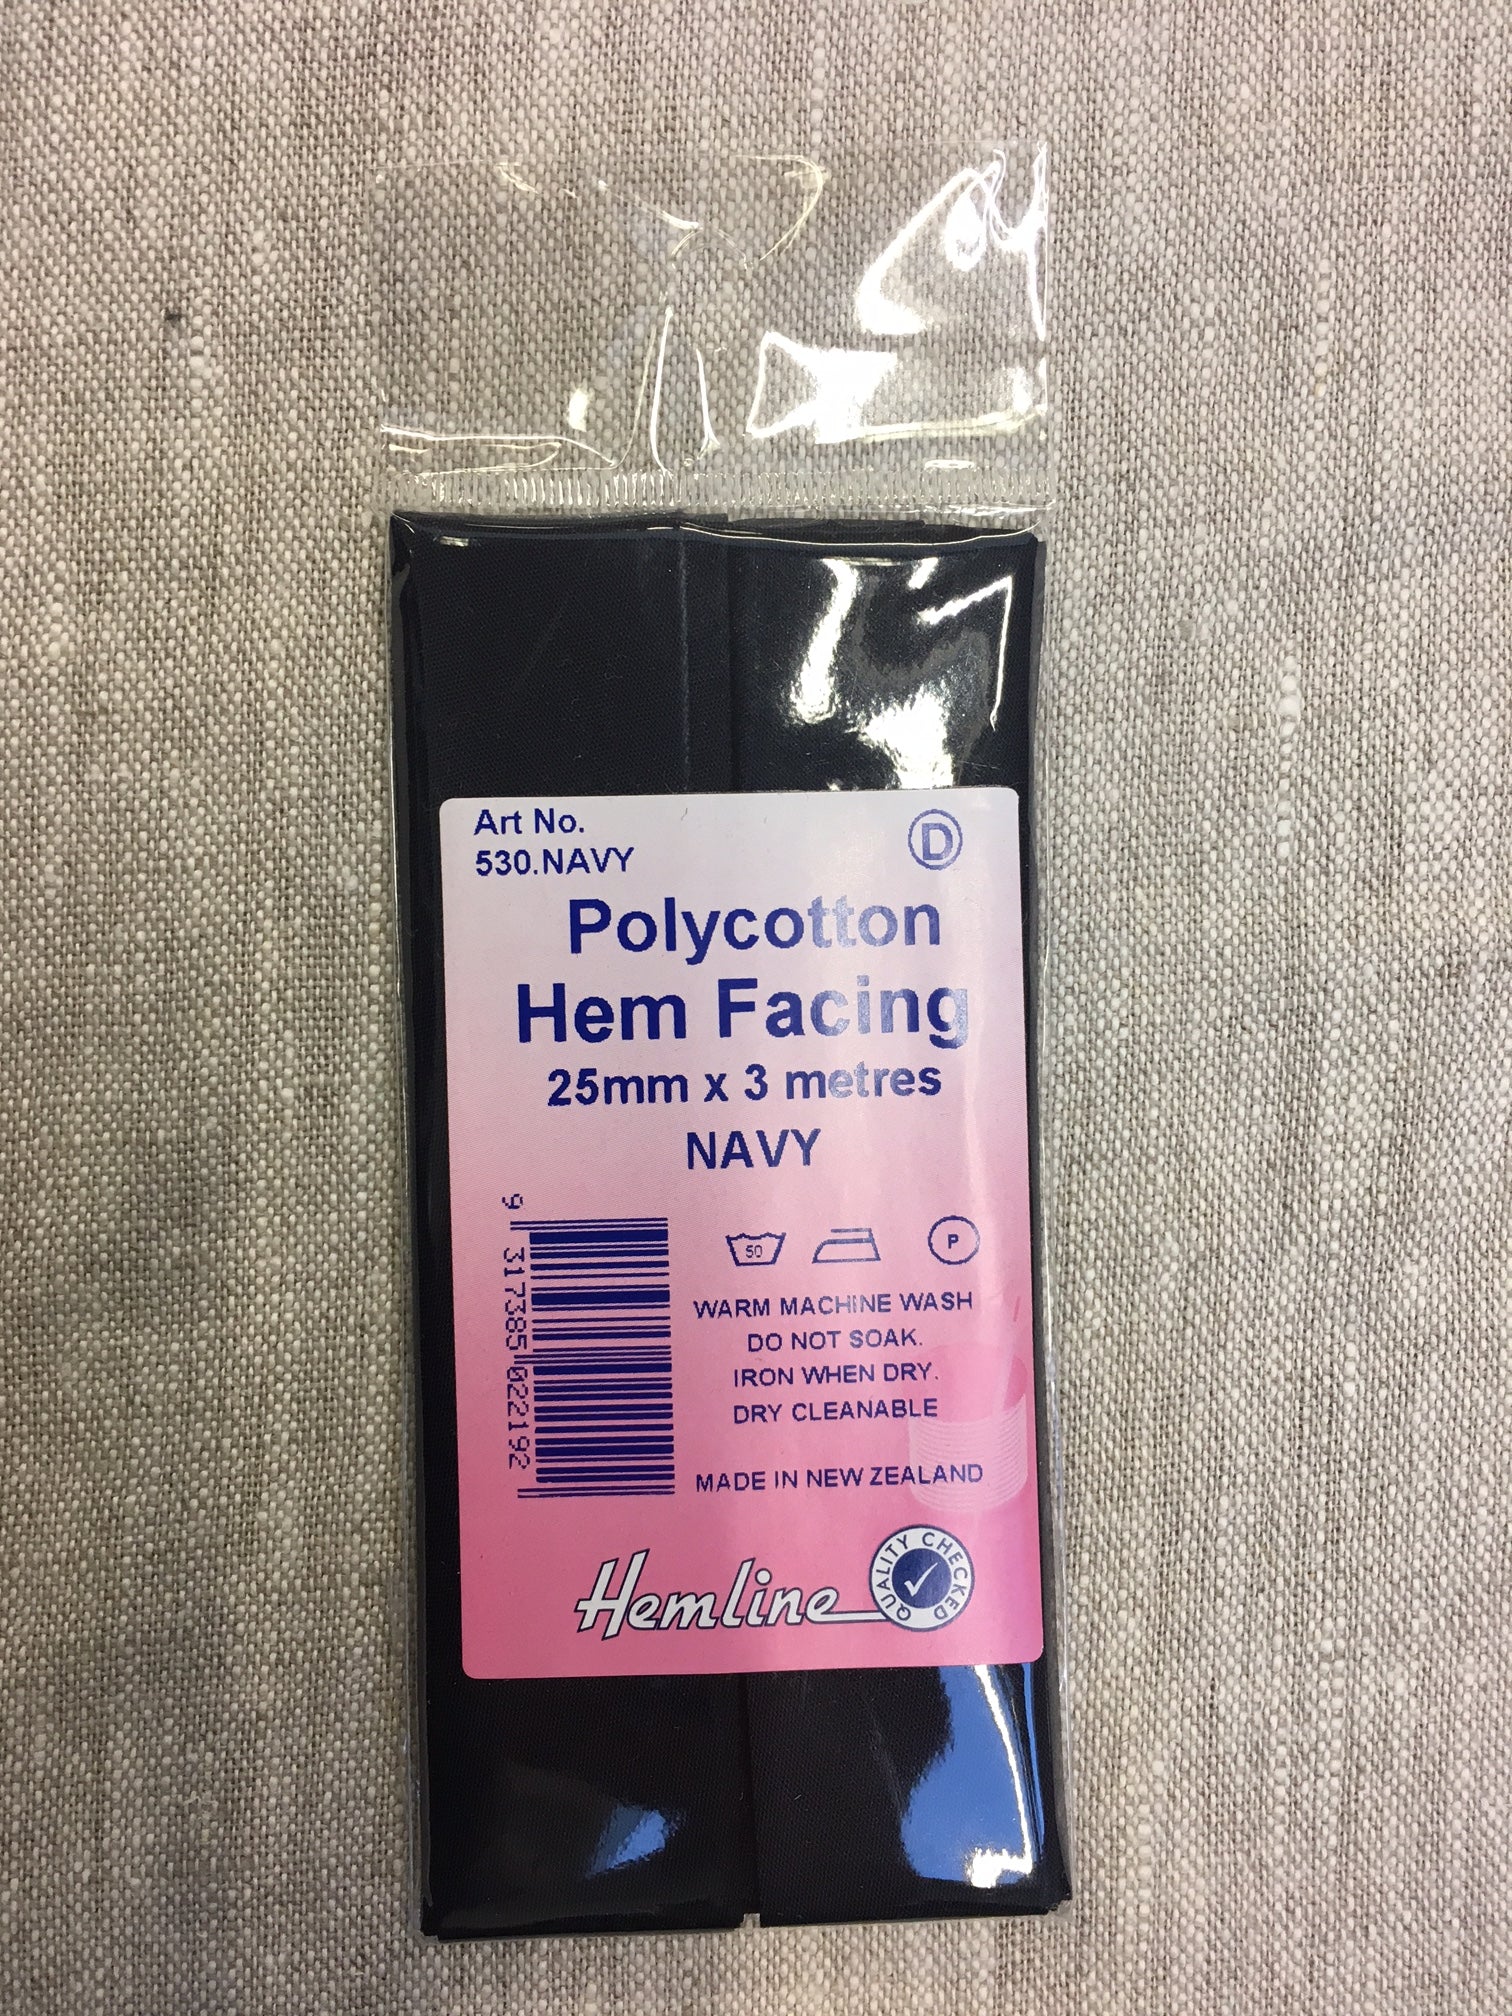 Art No.
530.NAVY
D
Polycotton
Hem Facing
25mm x 3 metres
NAVY
9 317385 022192
50
P
WARM MACHINE WASH
DO NOT SOAK.
IRON WHEN DRY.
DRY CLEANABLE
MADE IN NEW ZEALAND
Hemline
QUALITY CHECKED